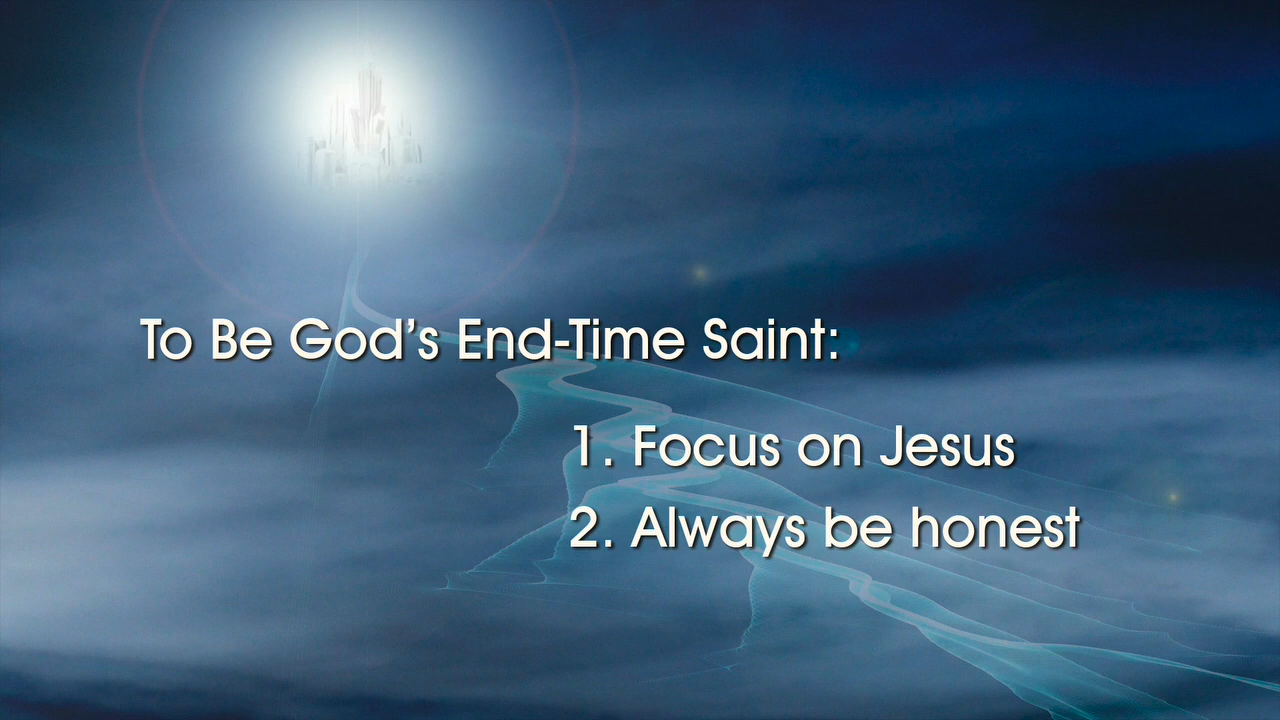 To Be God’s End-Time Saint:
1. Focus on Jesus
2. Always be honest